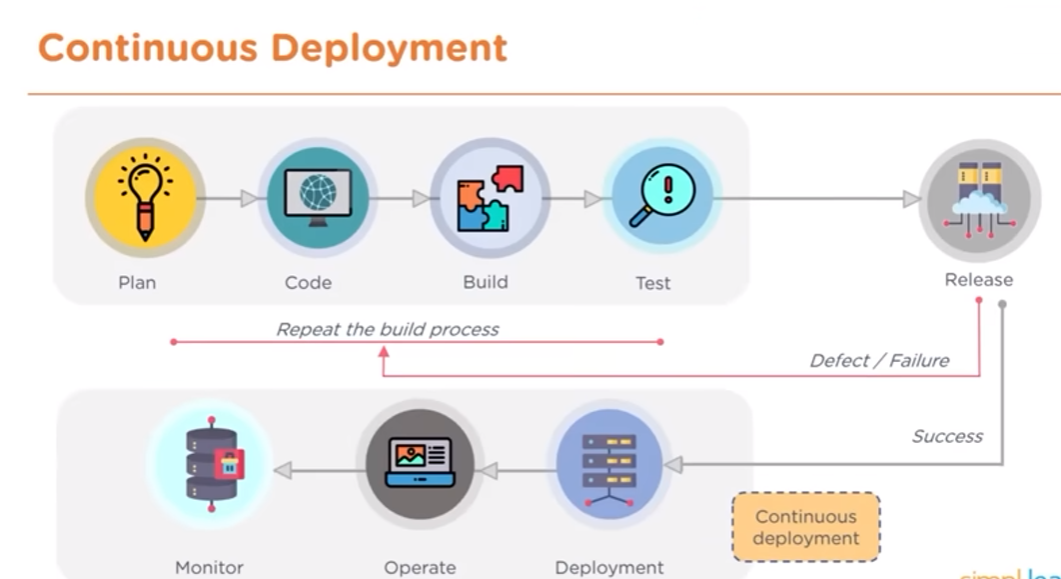 Continuous Deployment
Plan
Code
Build
Test
Release
Repeat the build process
Defect / Failure
Success
Continuous
deployment
Monitor
Operate
Deployment